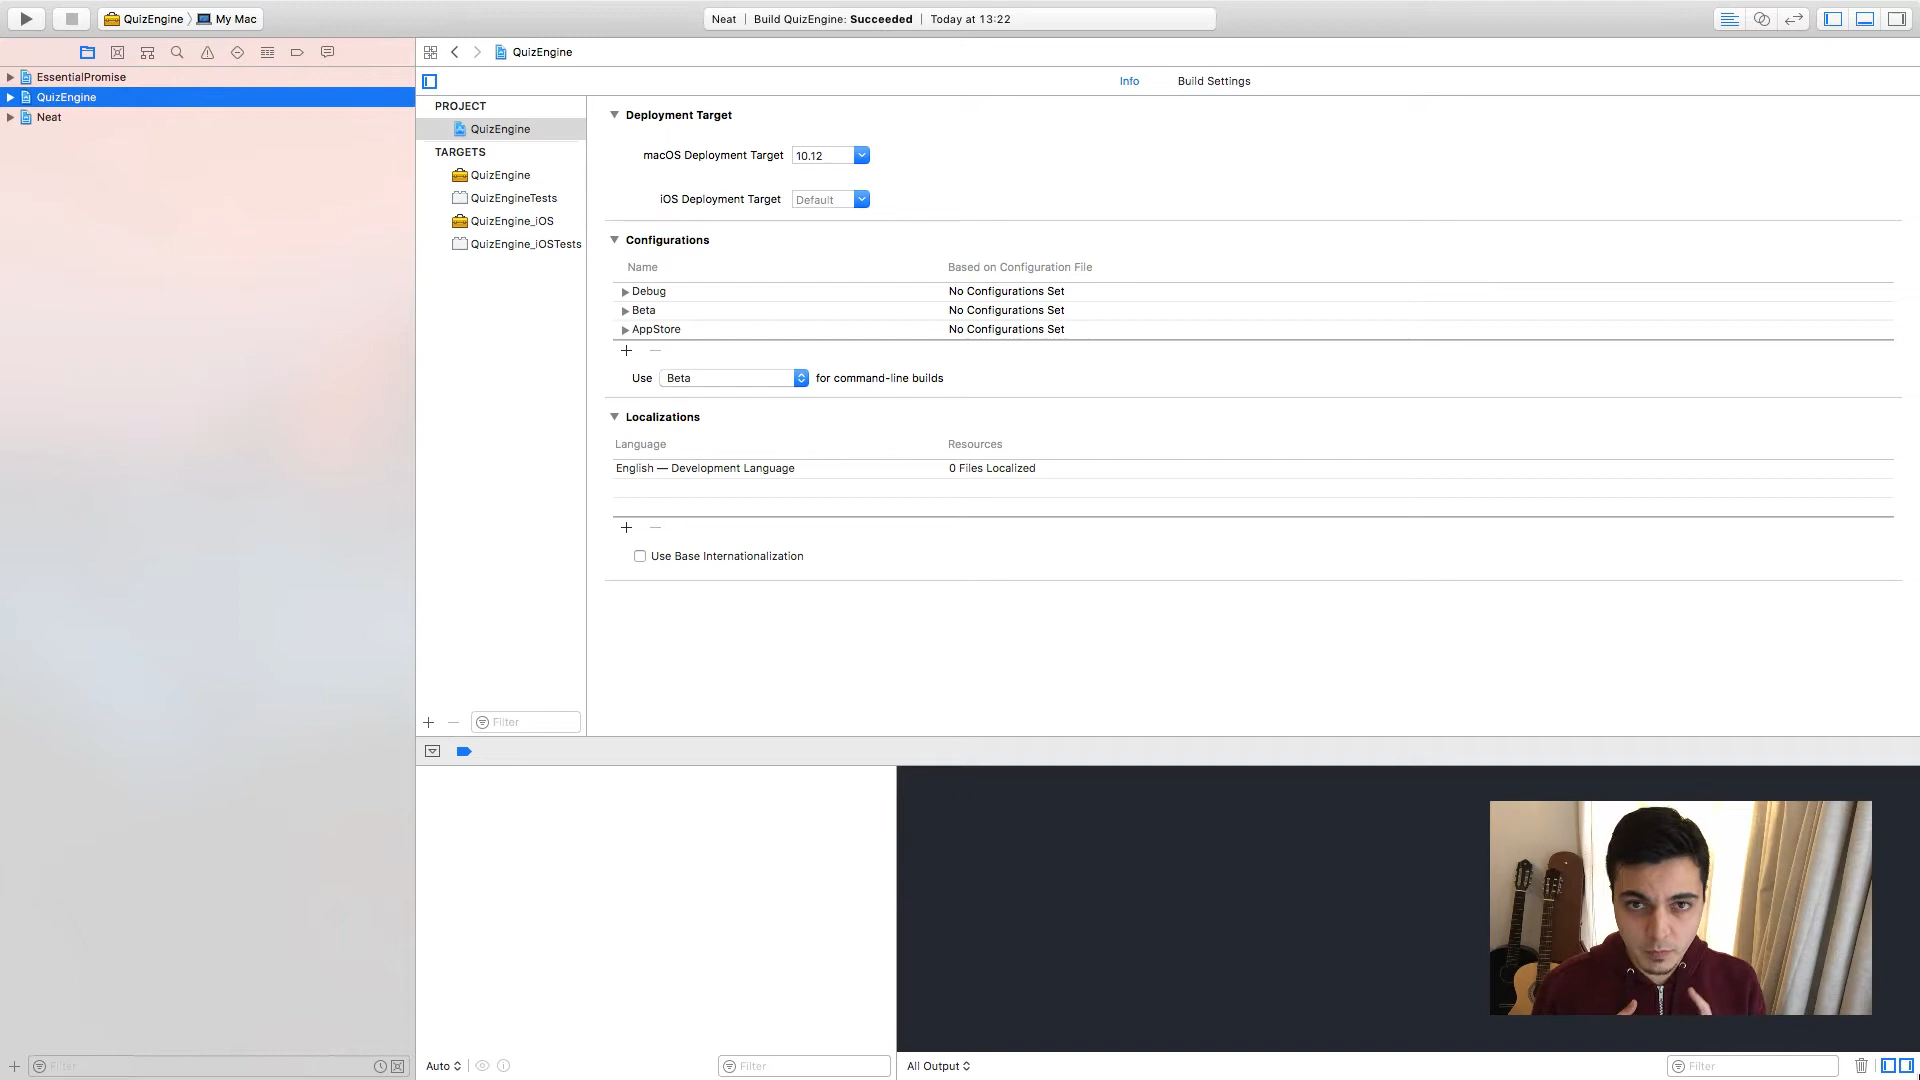 QuizEngine
My Mac
Neat
Build QuizEngine: Succeeded
Today at 13:22
QuizEngine
EssentialPromise
QuizEngine
Neat
Info
Build Settings
PROJECT
QuizEngine
TARGETS
QuizEngine
QuizEngineTests
QuizEngine_iOS
QuizEngine_iOSTests
Filter
Deployment Target
macOS Deployment Target 10.12
iOS Deployment Target Default
Configurations
Name Based on Configuration File
Debug No Configurations Set
Beta No Configurations Set
AppStore No Configurations Set
Use Beta for command-line builds
Localizations
Language Resources
English — Development Language 0 Files Localized
Use Base Internationalization
Filter
Auto
Filter
All Output
Filter